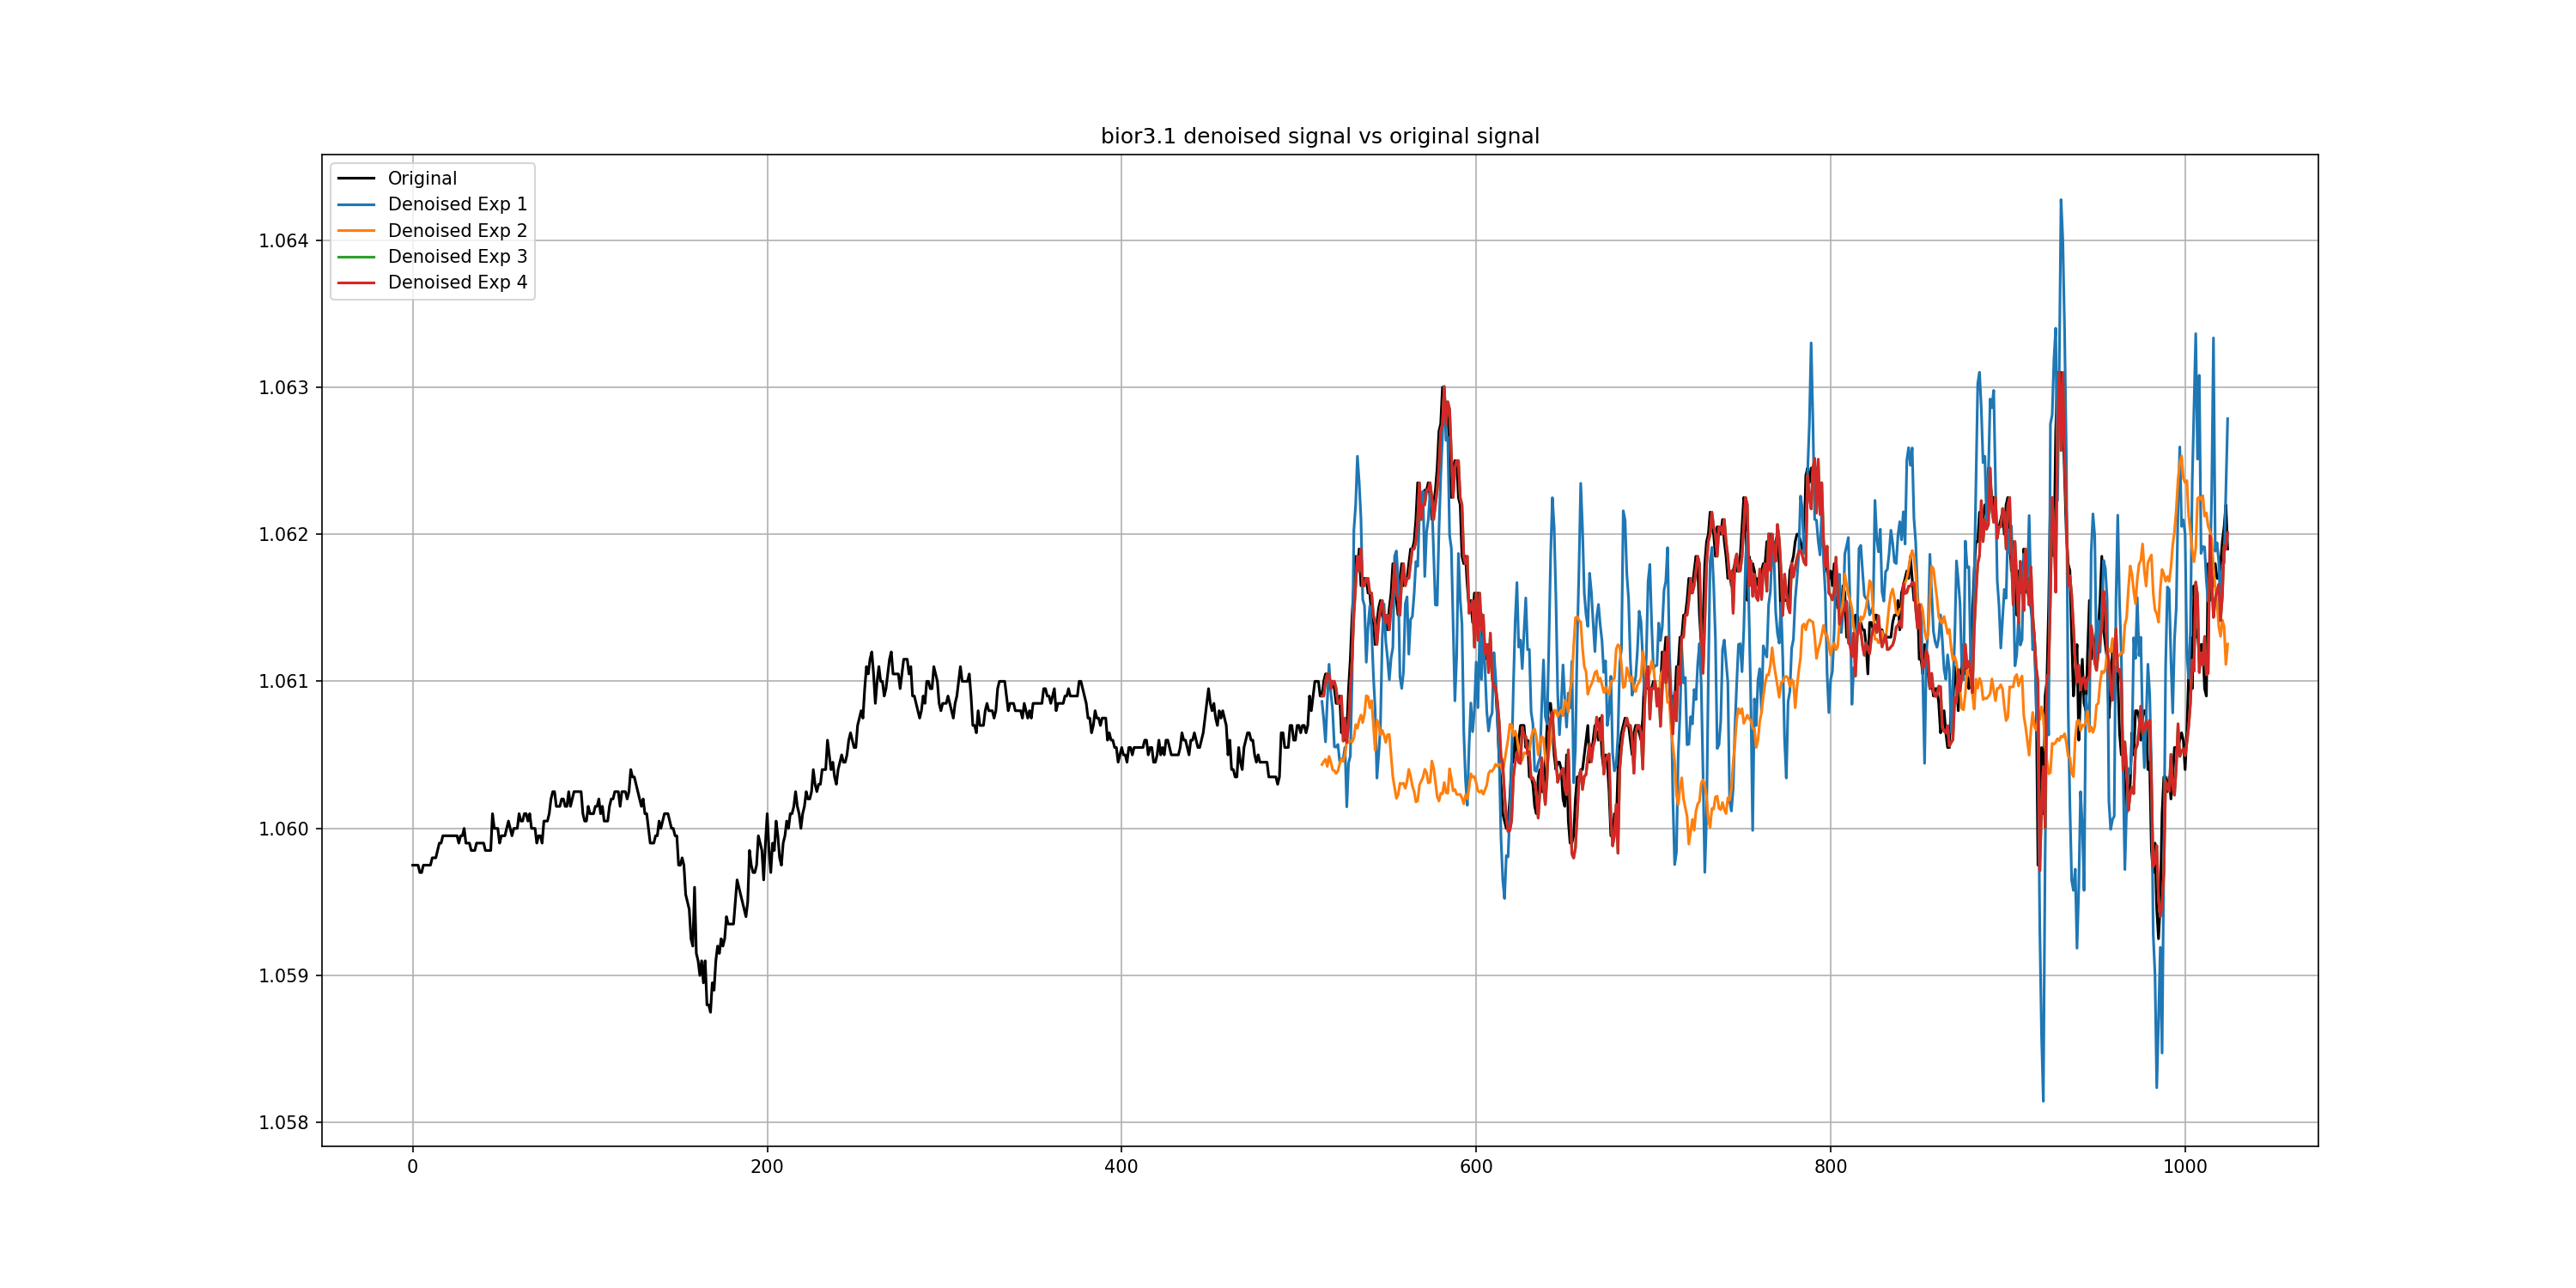 bior3.1 denoised signal vs original signal
Original
Denoised Exp 1
Denoised Exp 2
Denoised Exp 3
Denoised Exp 4
1.064
1.063
1.062
1.061
1.060
1.059
1.058
0 200 400 600 800 1000